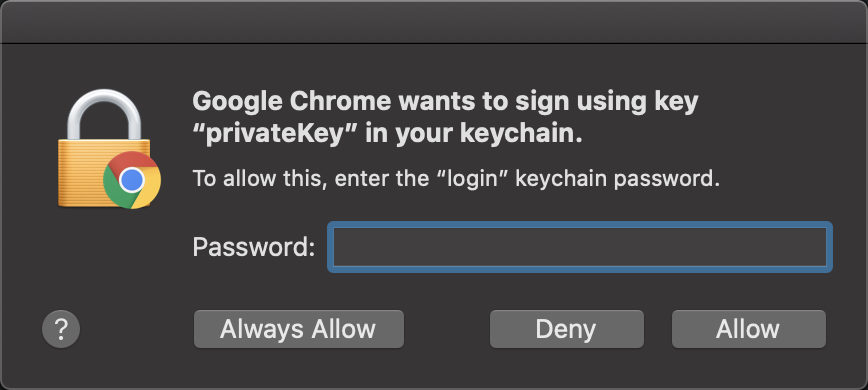 Google Chrome wants to sign using key
“privateKey” in your keychain.
To allow this, enter the “login” keychain password.
Password:
?
Always Allow
Deny
Allow